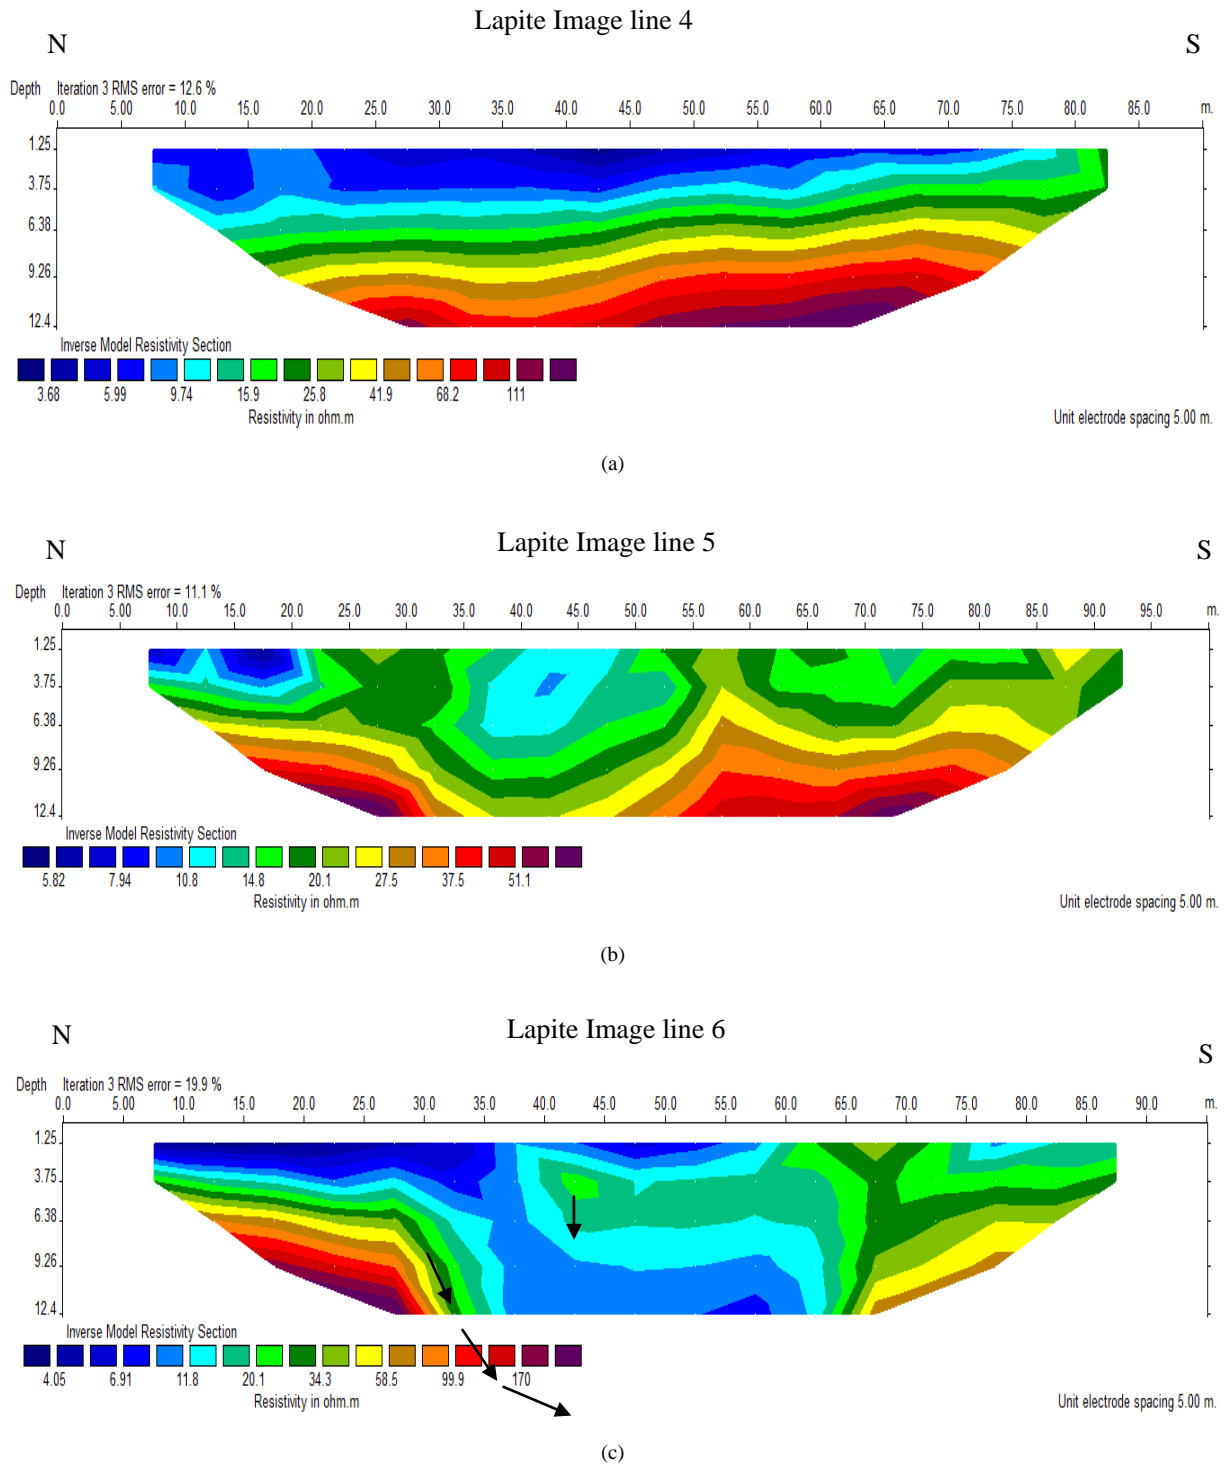 Lapite Image line 4
N
S
Depth Iteration 3 RMS error = 12.6 %
0.0 5.00 10.0 15.0 20.0 25.0 30.0 35.0 40.0 45.0 50.0 55.0 60.0 65.0 70.0 75.0 80.0 85.0 m.
1.25
3.75
6.38
9.26
12.4
Inverse Model Resistivity Section
3.68 5.99 9.74 15.9 25.8 41.9 68.2 111
Resistivity in ohm.m
Unit electrode spacing 5.00 m.
(a)
Lapite Image line 5
N
S
Depth Iteration 3 RMS error = 11.1 %
0.0 5.00 10.0 15.0 20.0 25.0 30.0 35.0 40.0 45.0 50.0 55.0 60.0 65.0 70.0 75.0 80.0 85.0 90.0 95.0 m.
1.25
3.75
6.38
9.26
12.4
Inverse Model Resistivity Section
5.82 7.94 10.8 14.8 20.1 27.5 37.5 51.1
Resistivity in ohm.m
Unit electrode spacing 5.00 m.
(b)
Lapite Image line 6
N
S
Depth Iteration 3 RMS error = 19.9 %
0.0 5.00 10.0 15.0 20.0 25.0 30.0 35.0 40.0 45.0 50.0 55.0 60.0 65.0 70.0 75.0 80.0 85.0 90.0 m.
1.25
3.75
6.38
9.26
12.4
Inverse Model Resistivity Section
4.05 6.91 11.8 20.1 34.3 58.5 99.9 170
Resistivity in ohm.m
Unit electrode spacing 5.00 m.
(c)